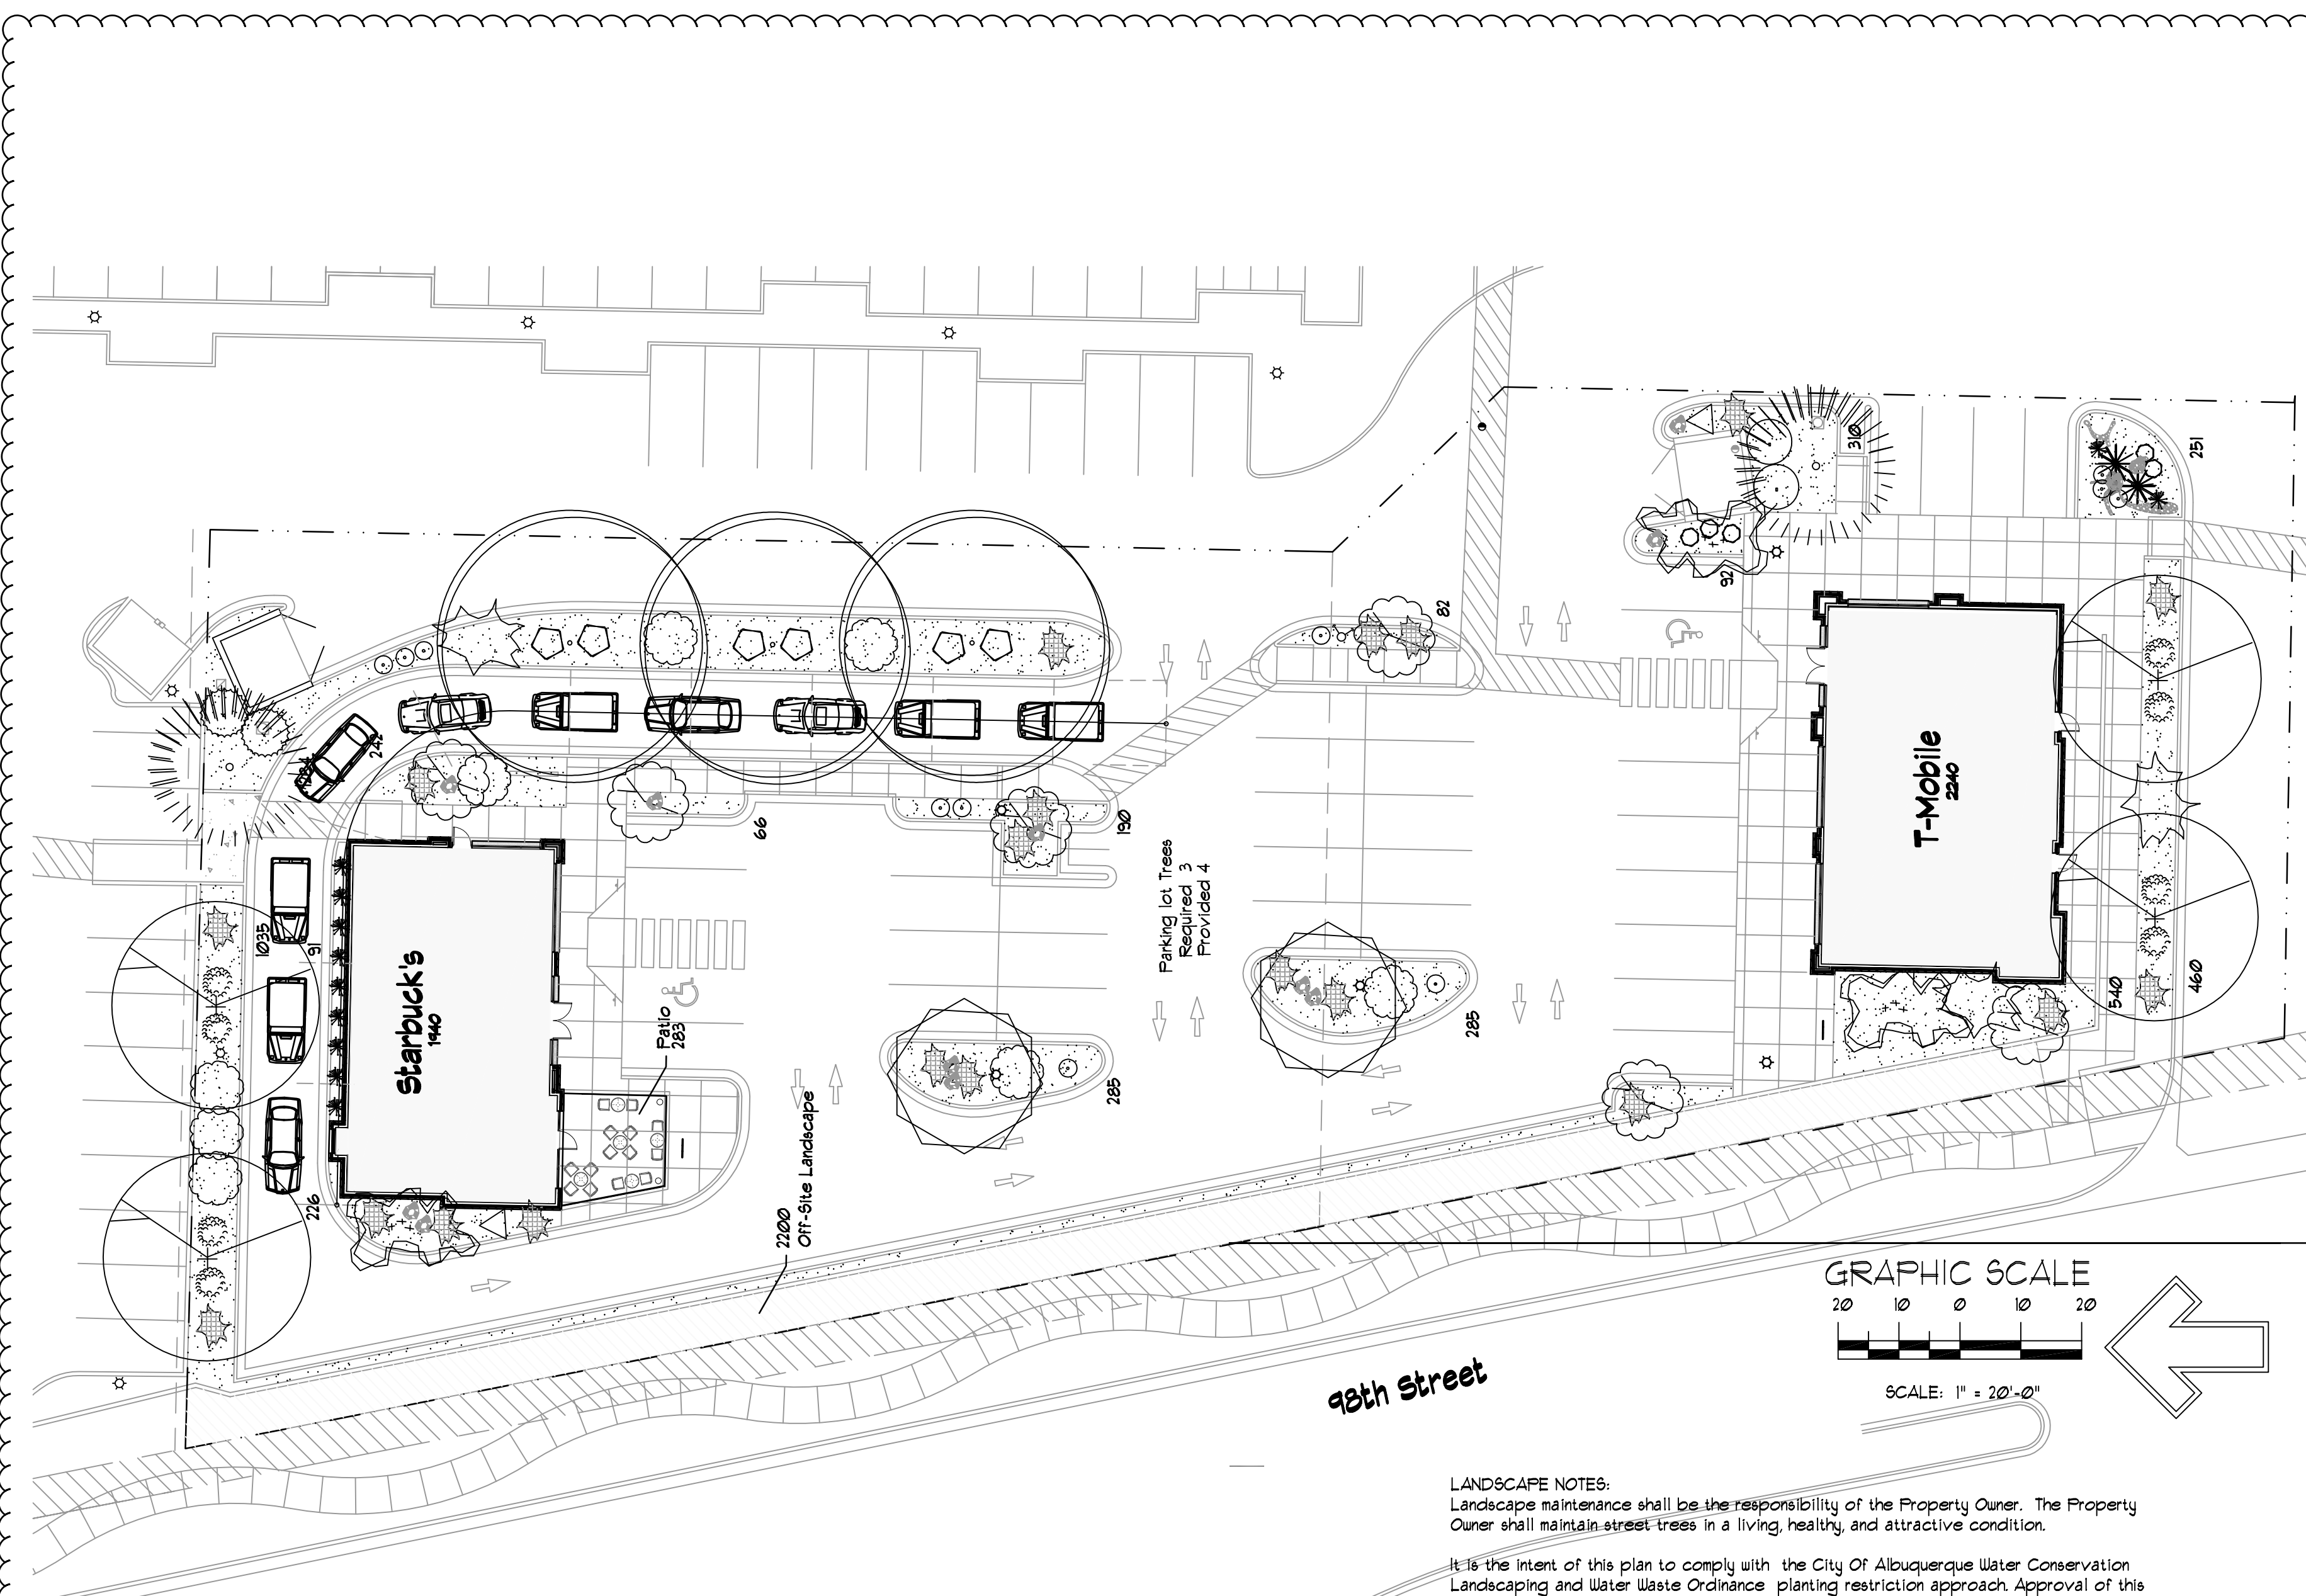 310
251
92
82
242
66
190
Parking lot Trees
Required 3
Provided 4
T-Mobile
2240
1035
91
Starbuck's
1940
Patio
283
285
285
540
460
226
2200
Off-Site Landscape
98th Street
GRAPHIC SCALE
20 10 0 10 20
SCALE: 1" = 20'-0"
LANDSCAPE NOTES:
Landscape maintenance shall be the responsibility of the Property Owner. The Property
Owner shall maintain street trees in a living, healthy, and attractive condition.
It is the intent of this plan to comply with the City Of Albuquerque Water Conservation
Landscaping and Water Waste Ordinance planting restriction approach. Approval of this